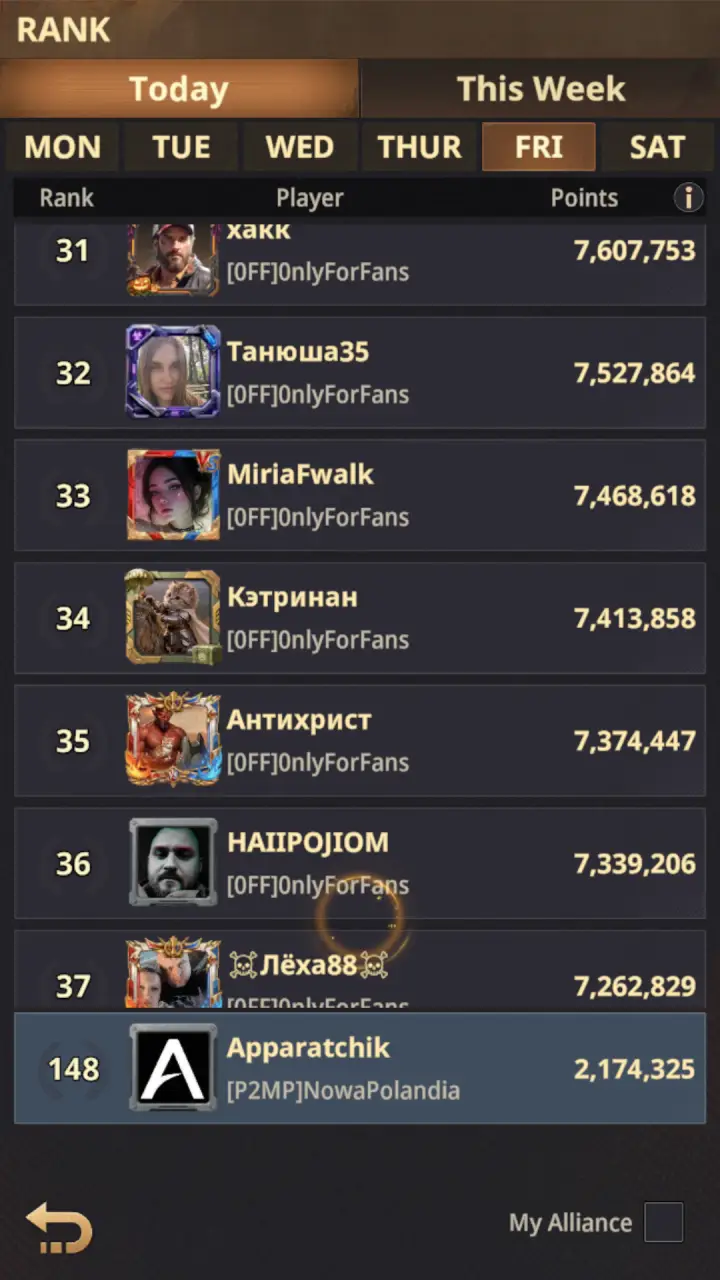 RANK
Today
This Week
MON TUE WED THUR FRI SAT
Rank Player Points i
31 хакк 7,607,753
[0FF]0nlyForFans
32 Танюша35 7,527,864
[0FF]0nlyForFans
33 MiriaFwalk 7,468,618
[0FF]0nlyForFans
34 Кэтринан 7,413,858
[0FF]0nlyForFans
35 Антихрист 7,374,447
[0FF]0nlyForFans
36 HAIIPOJIOM 7,339,206
[0FF]0nlyForFans
37 ☠Лёха88☠ 7,262,829
[0FF]0nlyForFans
148 Apparatchik 2,174,325
[P2MP]NowaPolandia
My Alliance